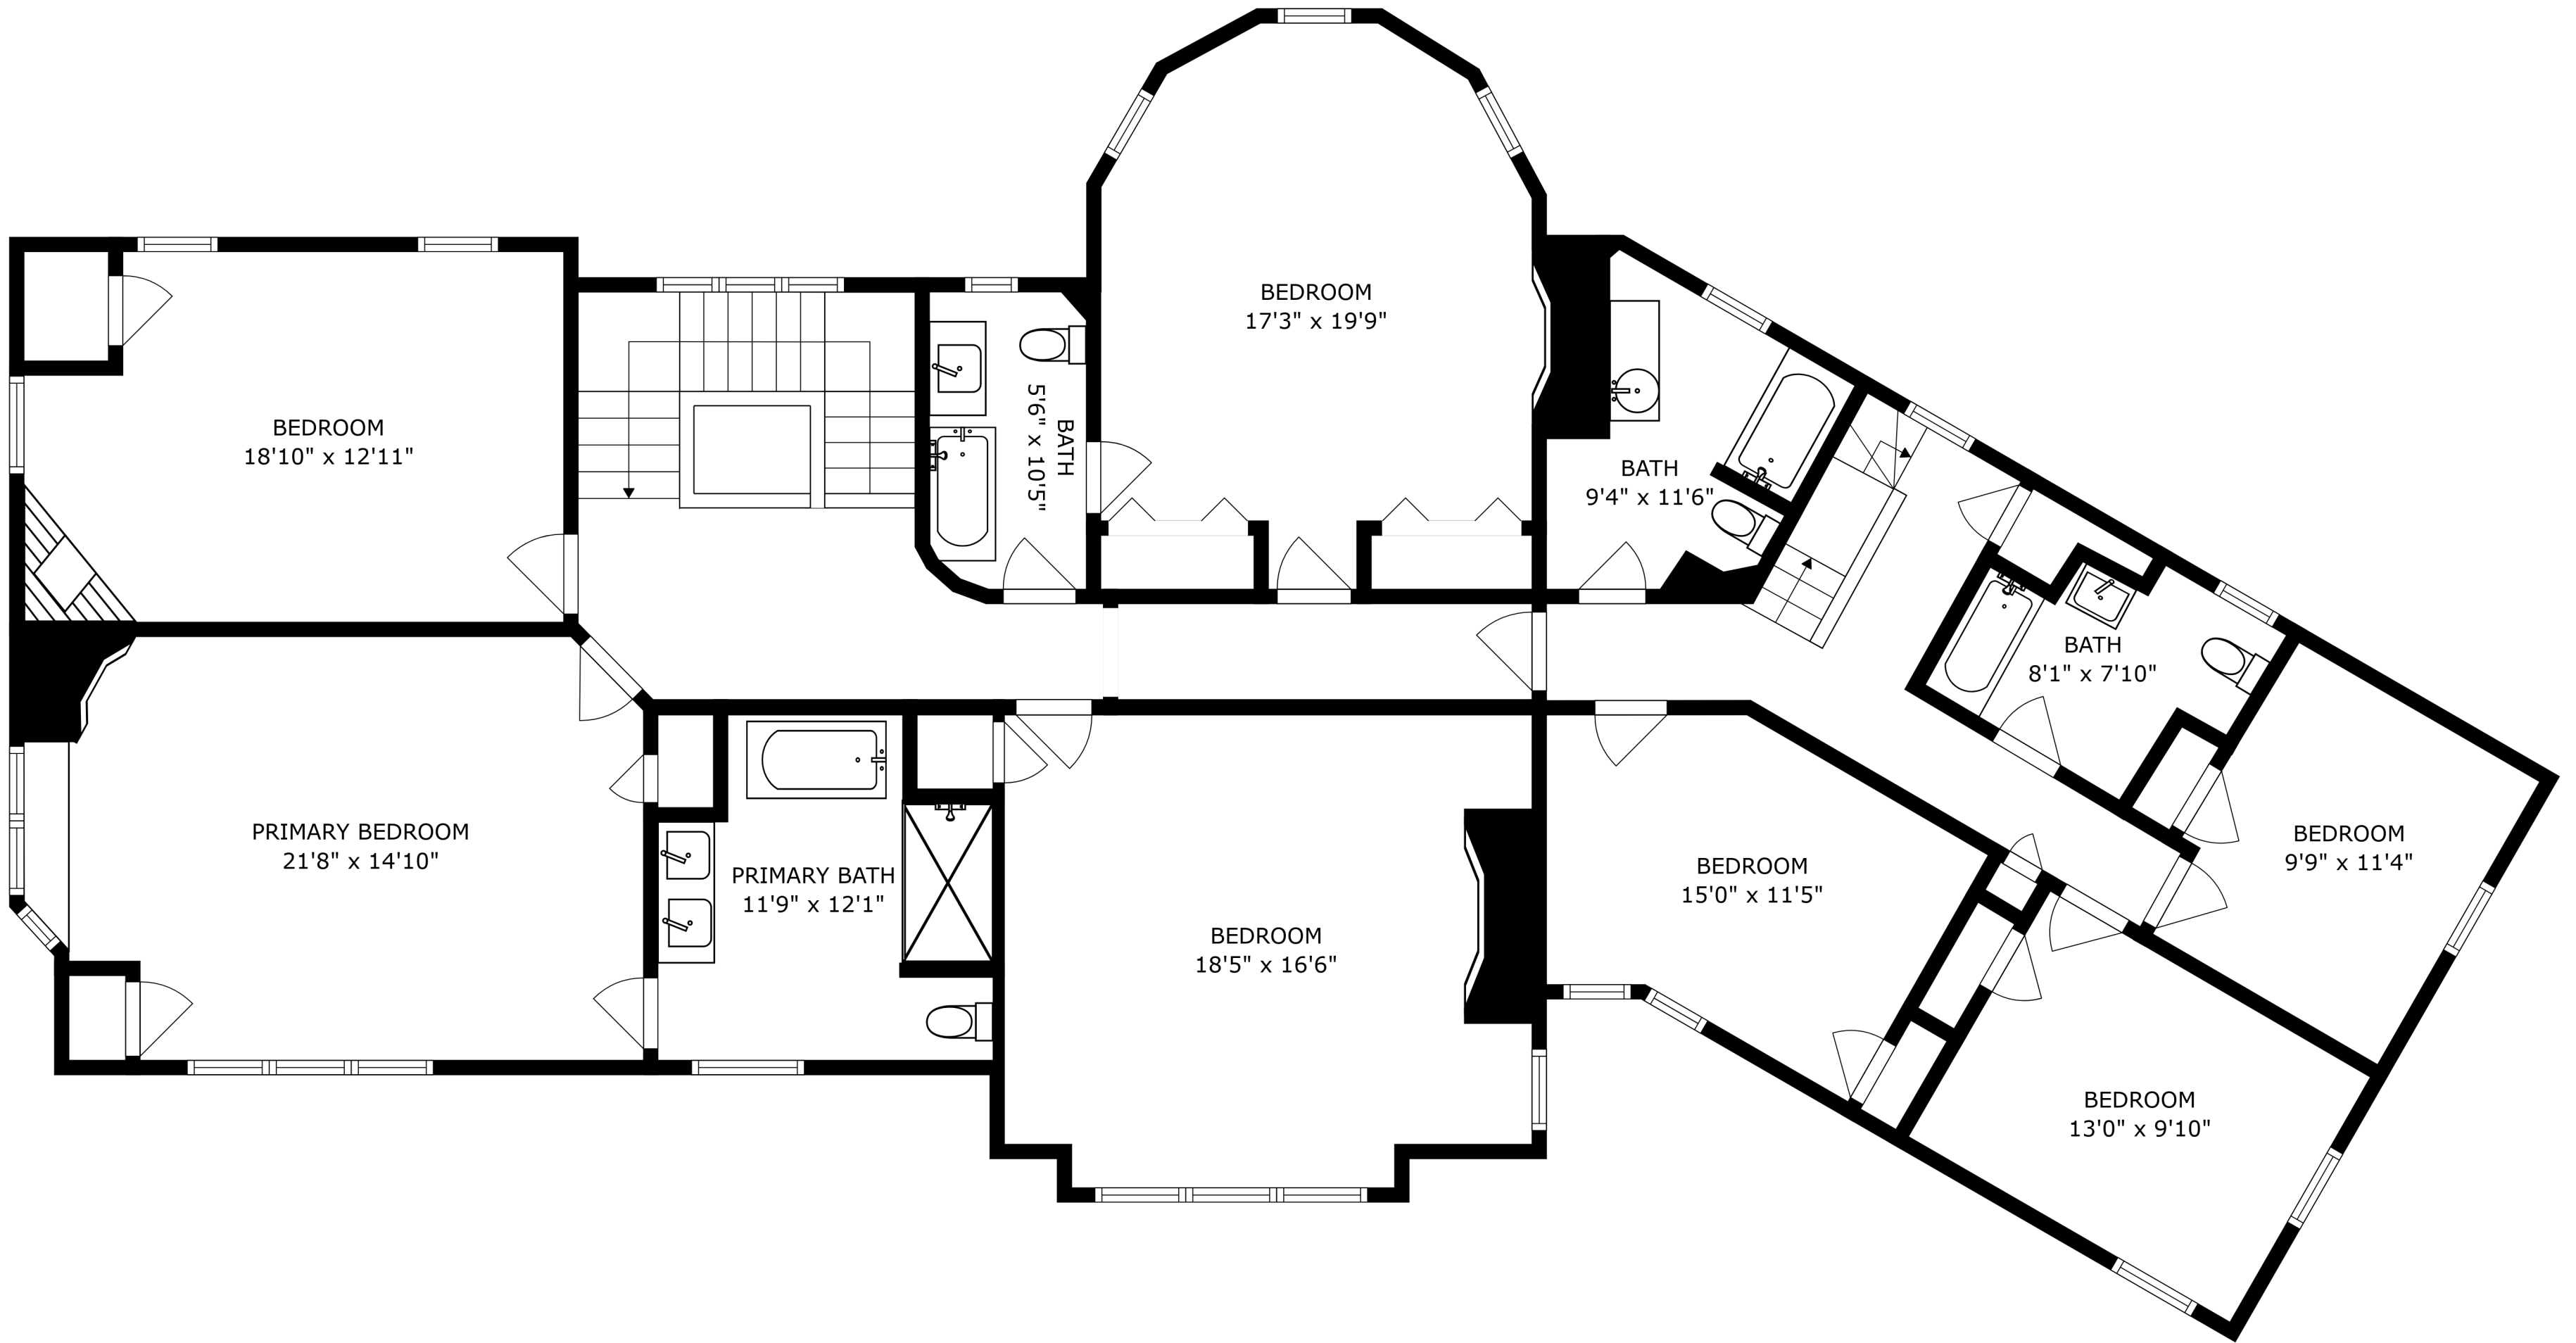 BEDROOM
17'3" x 19'9"
BEDROOM
18'10" x 12'11"
BATH
5'6" x 10'5"
BATH
9'4" x 11'6"
BATH
8'1" x 7'10"
PRIMARY BEDROOM
21'8" x 14'10"
PRIMARY BATH
11'9" x 12'1"
BEDROOM
18'5" x 16'6"
BEDROOM
15'0" x 11'5"
BEDROOM
9'9" x 11'4"
BEDROOM
13'0" x 9'10"